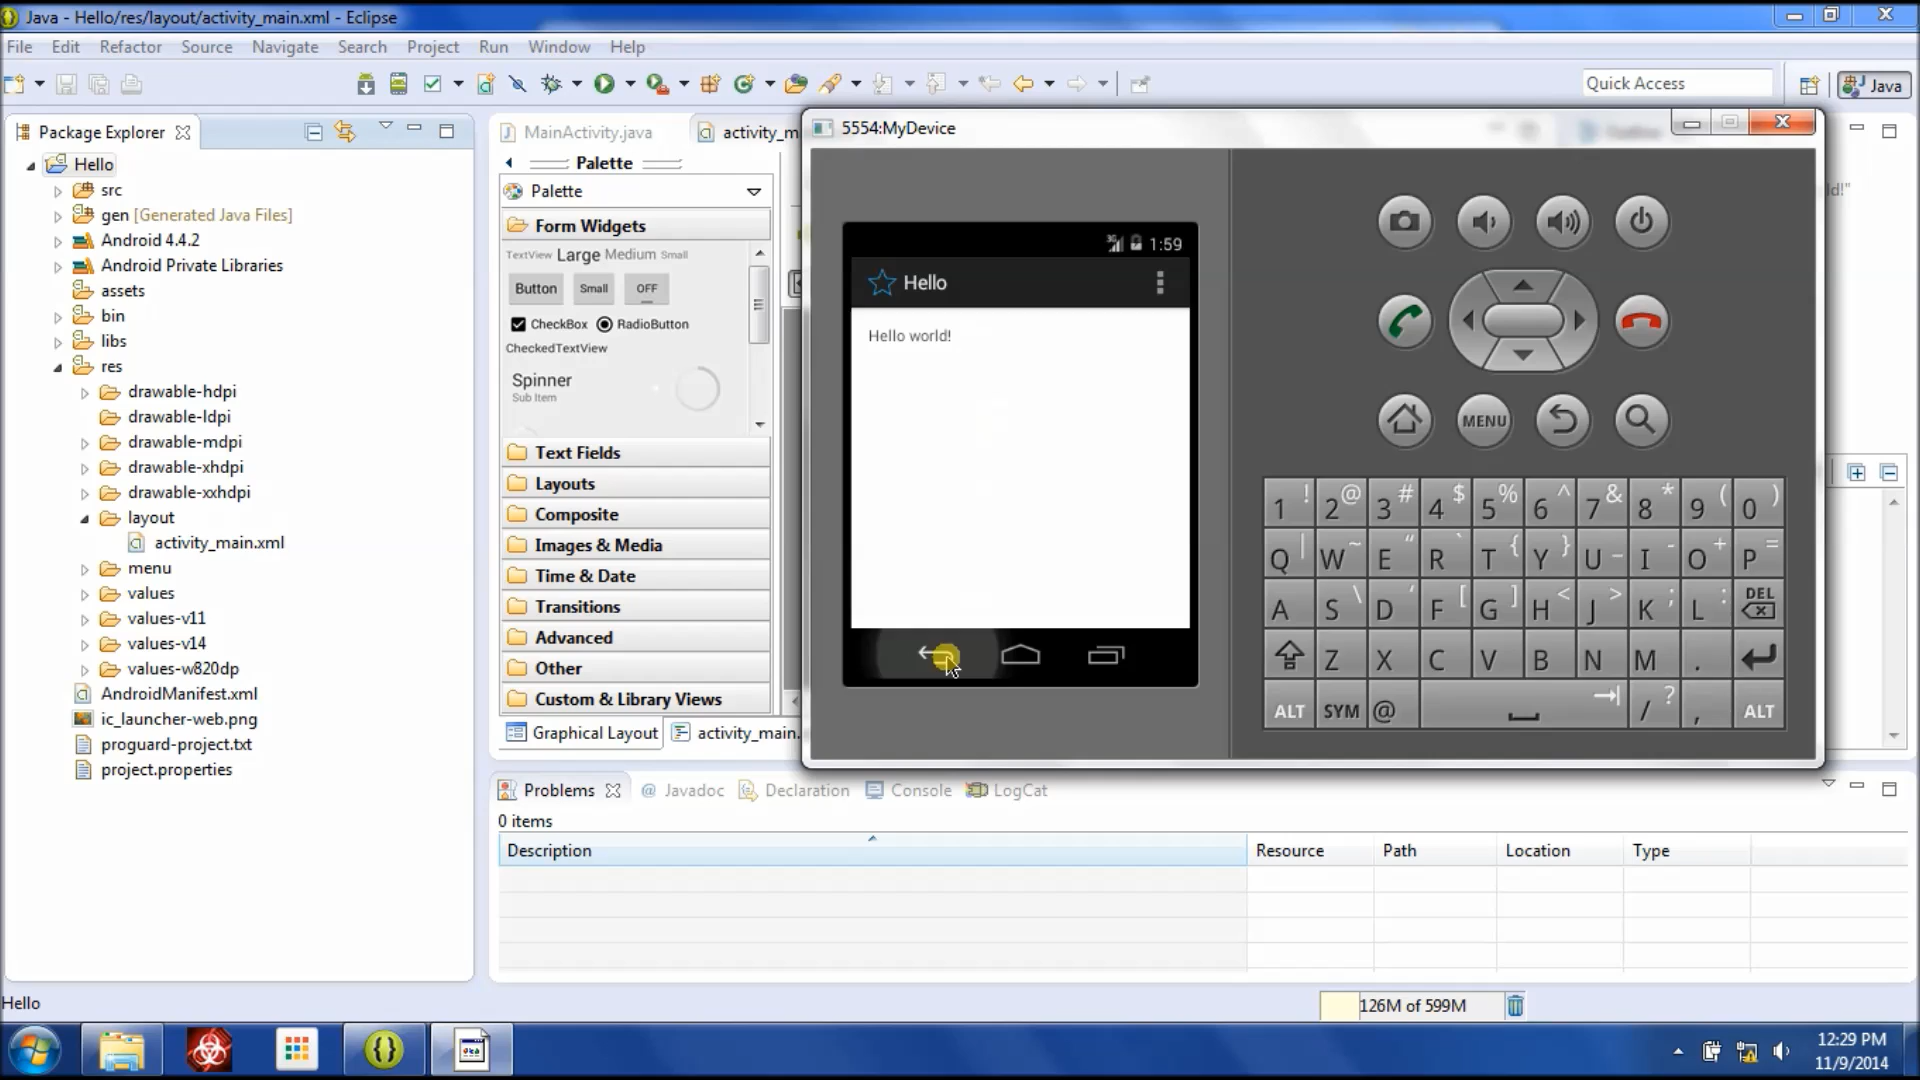 Java - Hello/res/layout/activity_main.xml - Eclipse
File Edit Refactor Source Navigate Search Project Run Window Help
Quick Access
Java
Package Explorer
MainActivity.java
activity_m
5554:MyDevice
Hello
src
gen [Generated Java Files]
Android 4.4.2
Android Private Libraries
assets
bin
libs
res
drawable-hdpi
drawable-ldpi
drawable-mdpi
drawable-xhdpi
drawable-xxhdpi
layout
activity_main.xml
menu
values
values-v11
values-v14
values-w820dp
AndroidManifest.xml
ic_launcher-web.png
proguard-project.txt
project.properties
Palette
Palette
Form Widgets
TextView Large Medium Small
Button Small OFF
CheckBox RadioButton
CheckedTextView
Spinner
Sub Item
Text Fields
Layouts
Composite
Images & Media
Time & Date
Transitions
Advanced
Other
Custom & Library Views
Graphical Layout
activity_main.
3G 1:59
Hello
Hello world!
MENU
1 ! 2 @ 3 # 4 $ 5 % 6 ^ 7 & 8 * 9 ( 0 )
Q | W ~ E “ R ` T { Y } U _ I - O + P =
A S \ D ' F [ G ] H < J > K ; L : DEL
Z X C V B N M .
ALT SYM @ / ? , ALT
ld!"
Problems
@ Javadoc
Declaration
Console
LogCat
0 items
Description Resource Path Location Type
Hello
126M of 599M
12:29 PM
11/9/2014